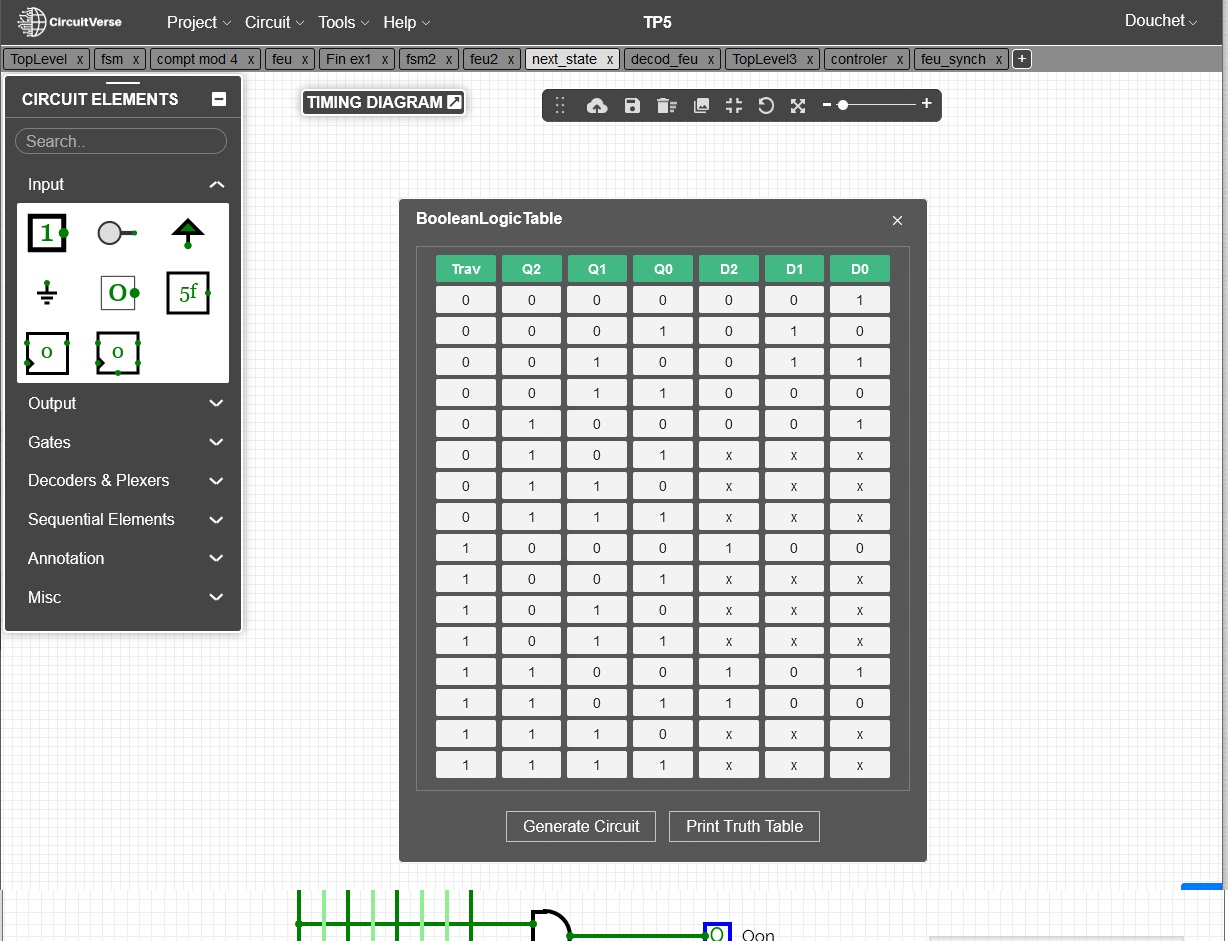 CircuitVerse Project Circuit Tools Help TP5 Douchet
TopLevel x fsm x compt mod 4 x feu x Fin ex1 x fsm2 x feu2 x next_state x decod_feu x TopLevel3 x controler x feu_synch x +
CIRCUIT ELEMENTS
TIMING DIAGRAM
Search..
Input
1
O 5f
0 0
Output
Gates
Decoders & Plexers
Sequential Elements
Annotation
Misc
BooleanLogicTable
Trav Q2 Q1 Q0 D2 D1 D0
0 0 0 0 0 0 1
0 0 0 1 0 1 0
0 0 1 0 0 1 1
0 0 1 1 0 0 0
0 1 0 0 0 0 1
0 1 0 1 x x x
0 1 1 0 x x x
0 1 1 1 x x x
1 0 0 0 1 0 0
1 0 0 1 x x x
1 0 1 0 x x x
1 0 1 1 x x x
1 1 0 0 1 0 1
1 1 0 1 1 0 0
1 1 1 0 x x x
1 1 1 1 x x x
Generate Circuit Print Truth Table
O Oon